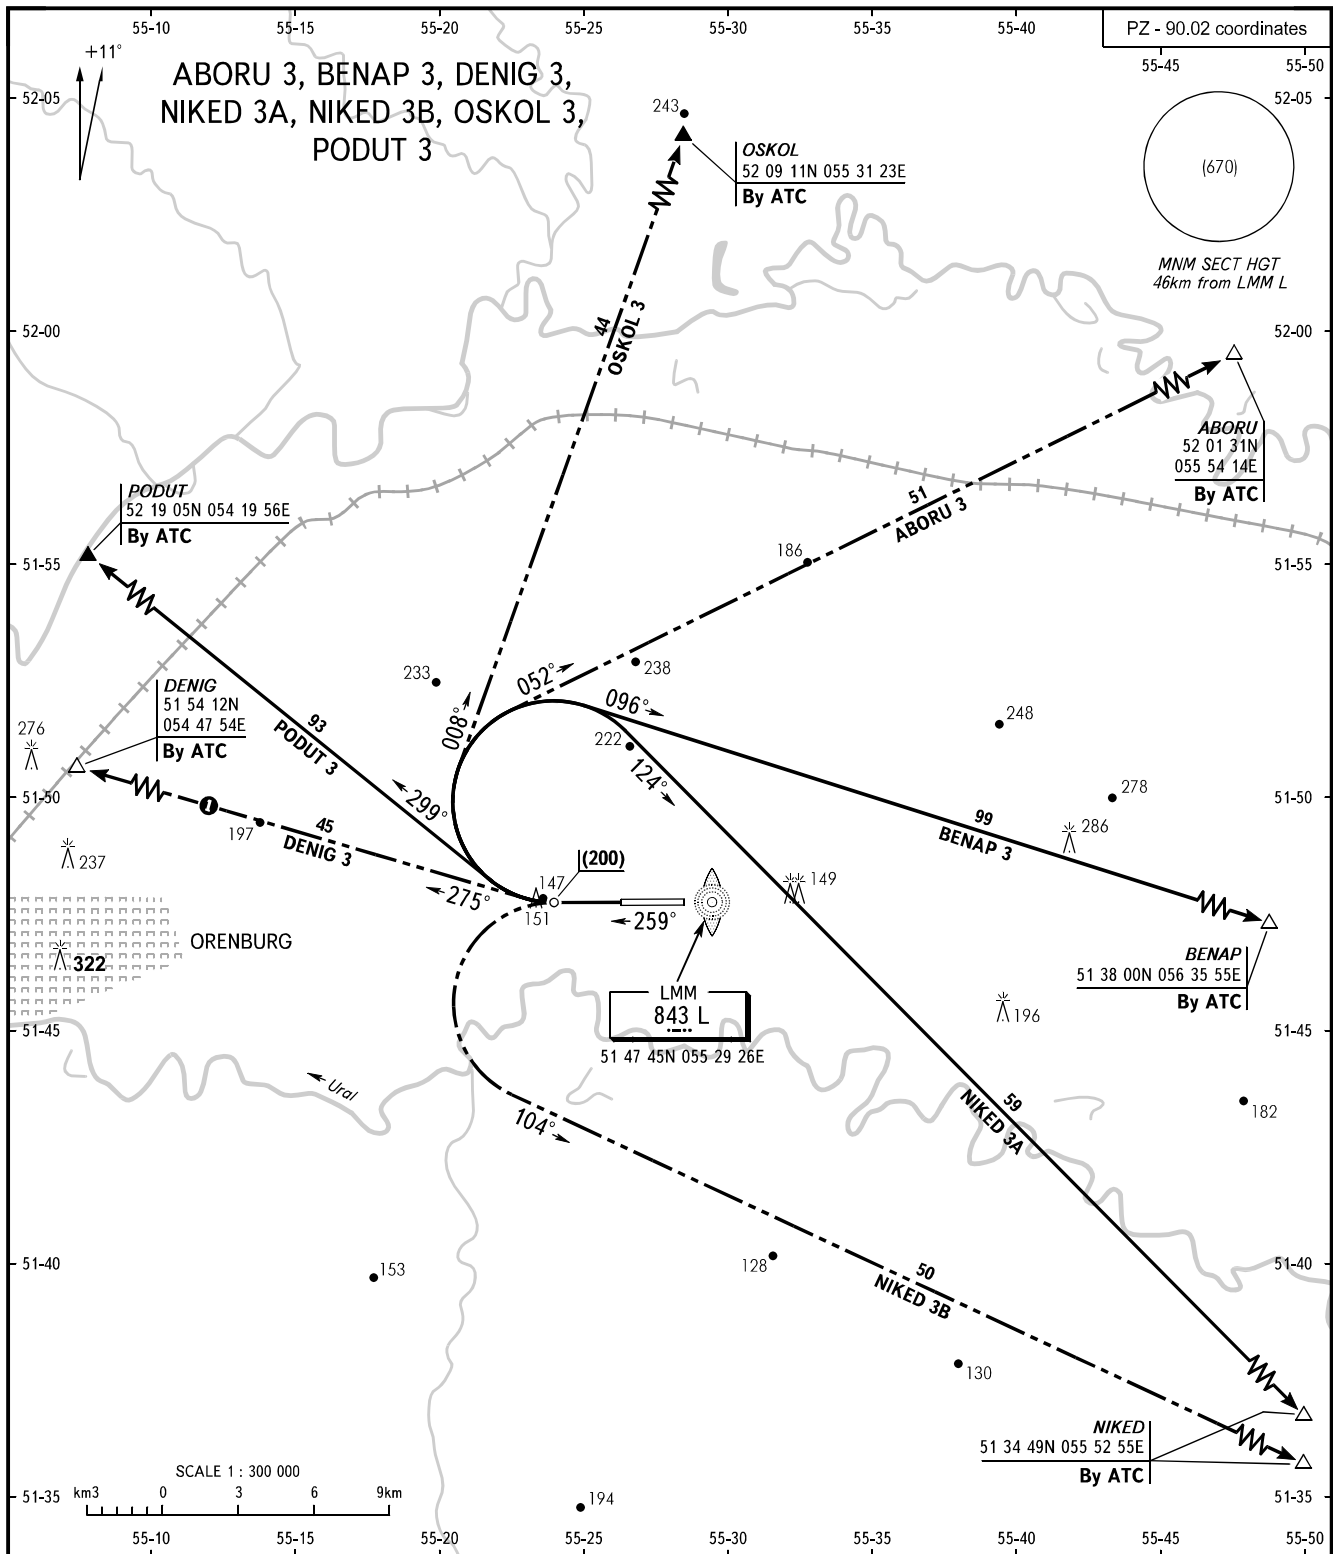 55-10
55-15
55-20
55-25
55-30
55-35
55-40
PZ - 90.02 coordinates
55-45
55-50
+11°
ABORU 3, BENAP 3, DENIG 3,
NIKED 3A, NIKED 3B, OSKOL 3,
PODUT 3
52-05
52-05
243
OSKOL
52 09 11N 055 31 23E
By ATC
(670)
MNM SECT HGT
46km from LMM L
52-00
52-00
44
OSKOL 3
ABORU
52 01 31N
055 54 14E
By ATC
PODUT
52 19 05N 054 19 56E
By ATC
51
ABORU 3
51-55
51-55
186
233
238
052°
096°
008°
DENIG
51 54 12N
054 47 54E
By ATC
93
PODUT 3
276
222
124°
248
278
51-50
51-50
299°
1
197
45
DENIG 3
99
BENAP 3
286
237
(200)
147
151
149
275°
259°
ORENBURG
322
LMM
843 L
51 47 45N 055 29 26E
BENAP
51 38 00N 056 35 55E
By ATC
196
51-45
51-45
Ural
104°
59
NIKED 3A
182
51-40
51-40
153
128
50
NIKED 3B
130
NIKED
51 34 49N 055 52 55E
By ATC
SCALE 1 : 300 000
km3
0
3
6
9km
194
51-35
51-35
55-10
55-15
55-20
55-25
55-30
55-35
55-40
55-45
55-50